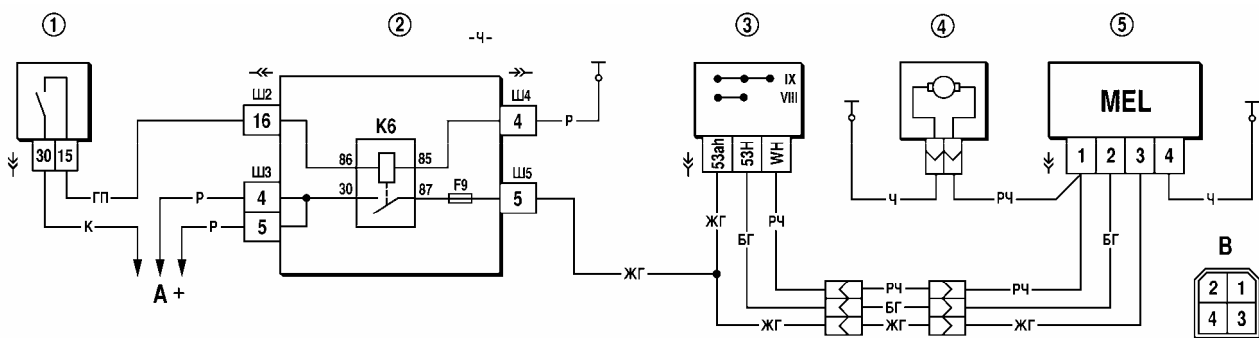 1 2 3 4 5
-Ч-
Ш2 Ш4 IX
VIII
16 К6 4 Р MEL
86 85
30 15 53ah 53H WH 1 2 3 4
Ш3 30 87 F9 Ш5
ГП
Р 4 5
К Р 5
Ч РЧ Ч
ЖГ БГ РЧ БГ
А + ЖГ
В
РЧ РЧ 2 1
БГ
ЖГ ЖГ ЖГ 4 3